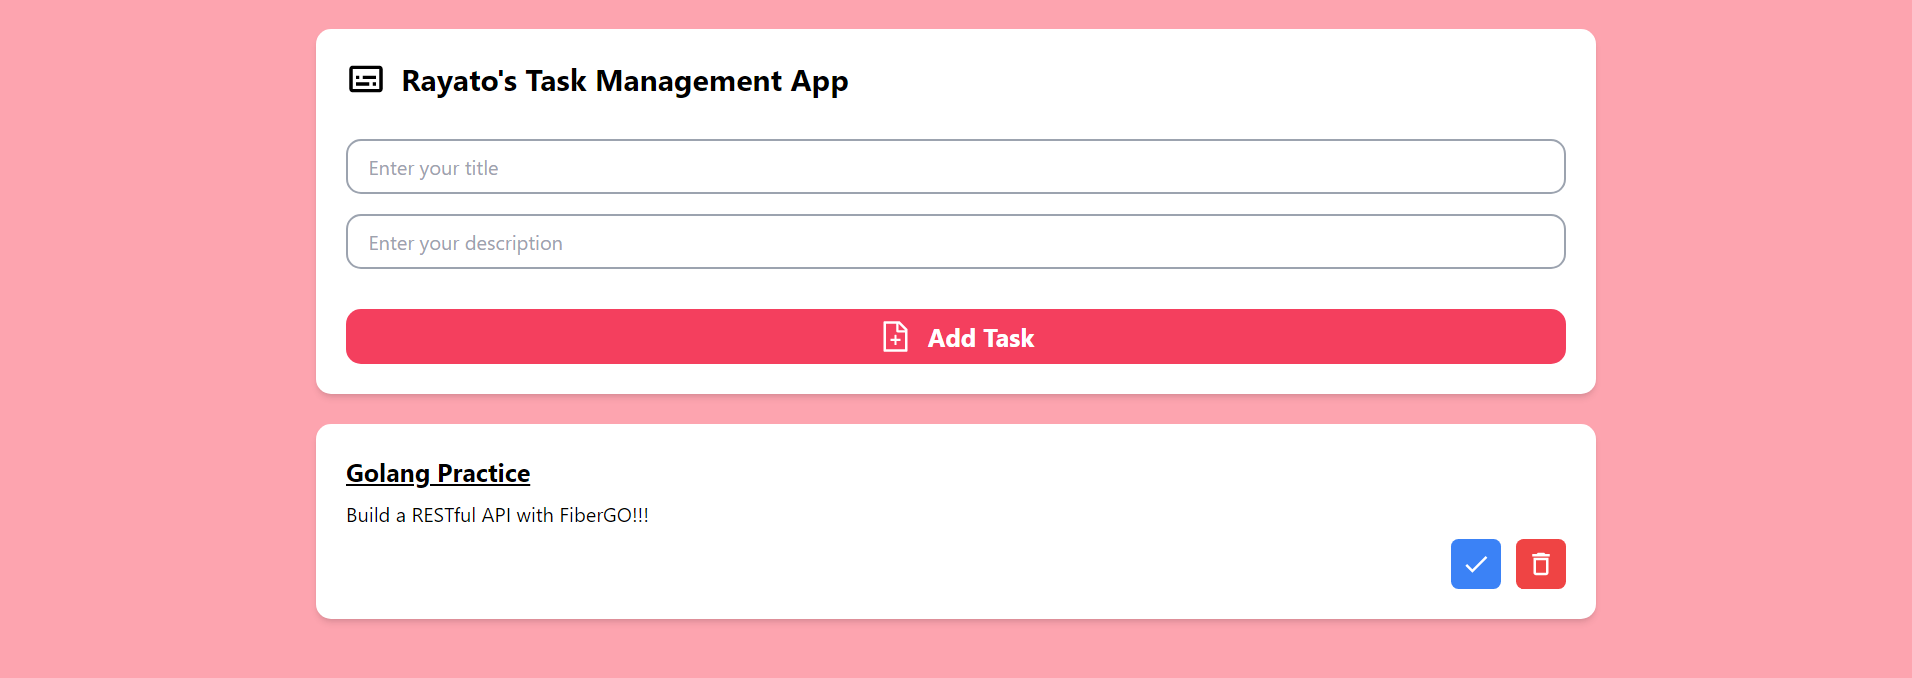 Rayato's Task Management App
Enter your title
Enter your description
Add Task
Golang Practice
Build a RESTful API with FiberGO!!!